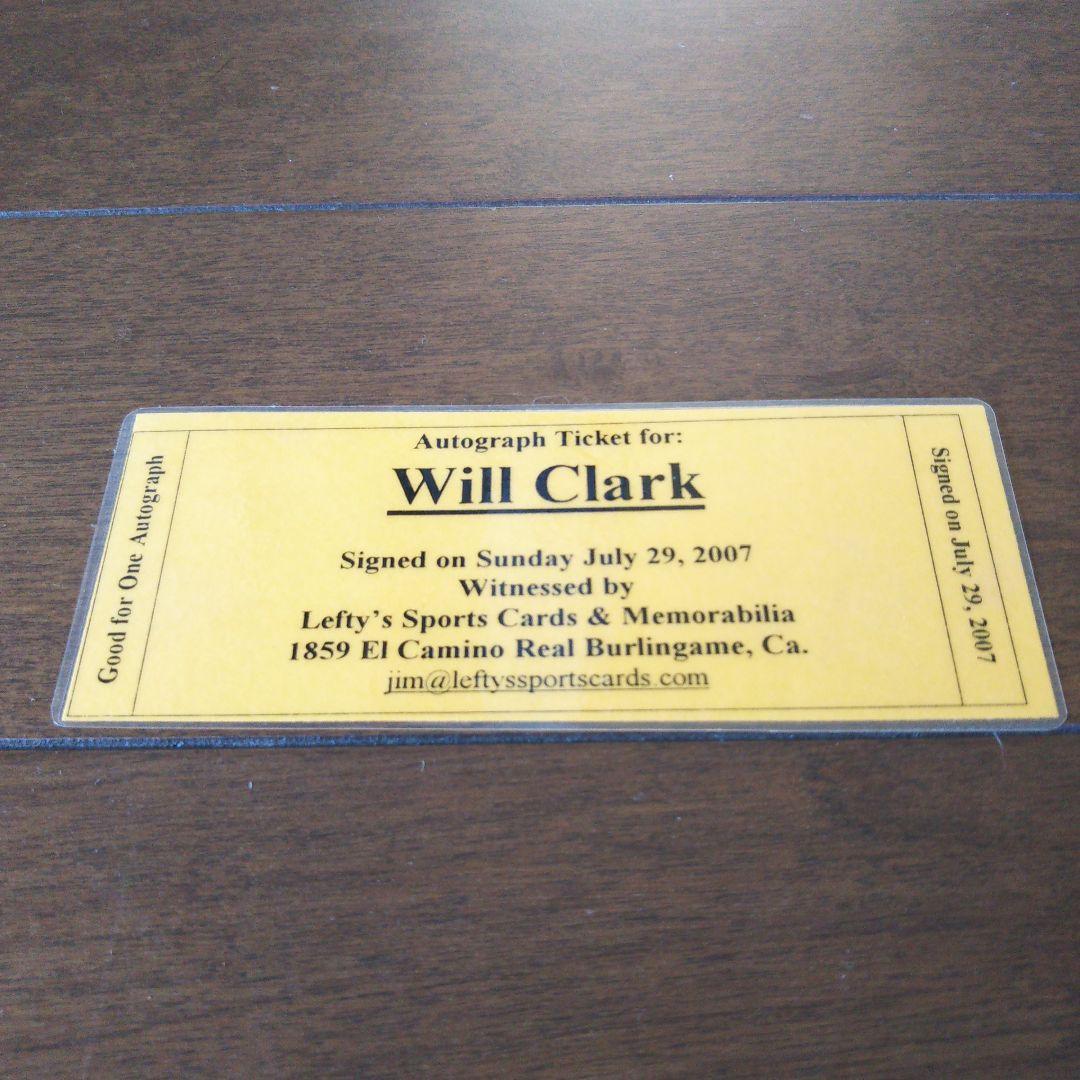 Good for One Autograph
Autograph Ticket for:
Will Clark
Signed on Sunday July 29, 2007
Witnessed by
Lefty's Sports Cards & Memorabilia
1859 El Camino Real Burlingame, Ca.
jim@leftyssportscards.com
Signed on July 29, 2007